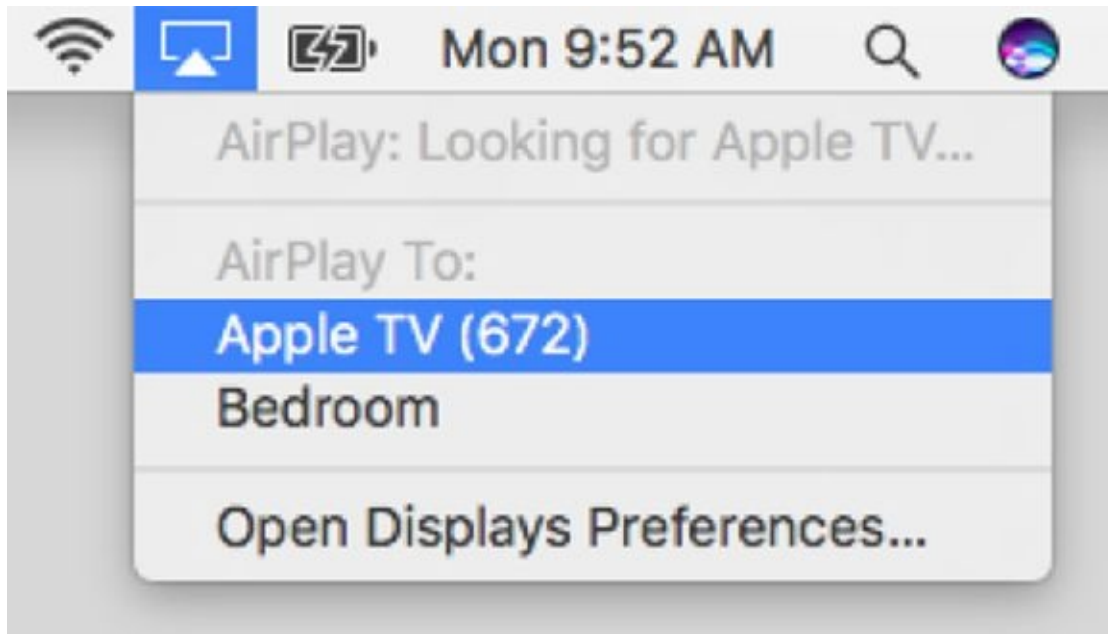 Mon 9:52 AM
AirPlay: Looking for Apple TV...
AirPlay To:
Apple TV (672)
Bedroom
Open Displays Preferences...